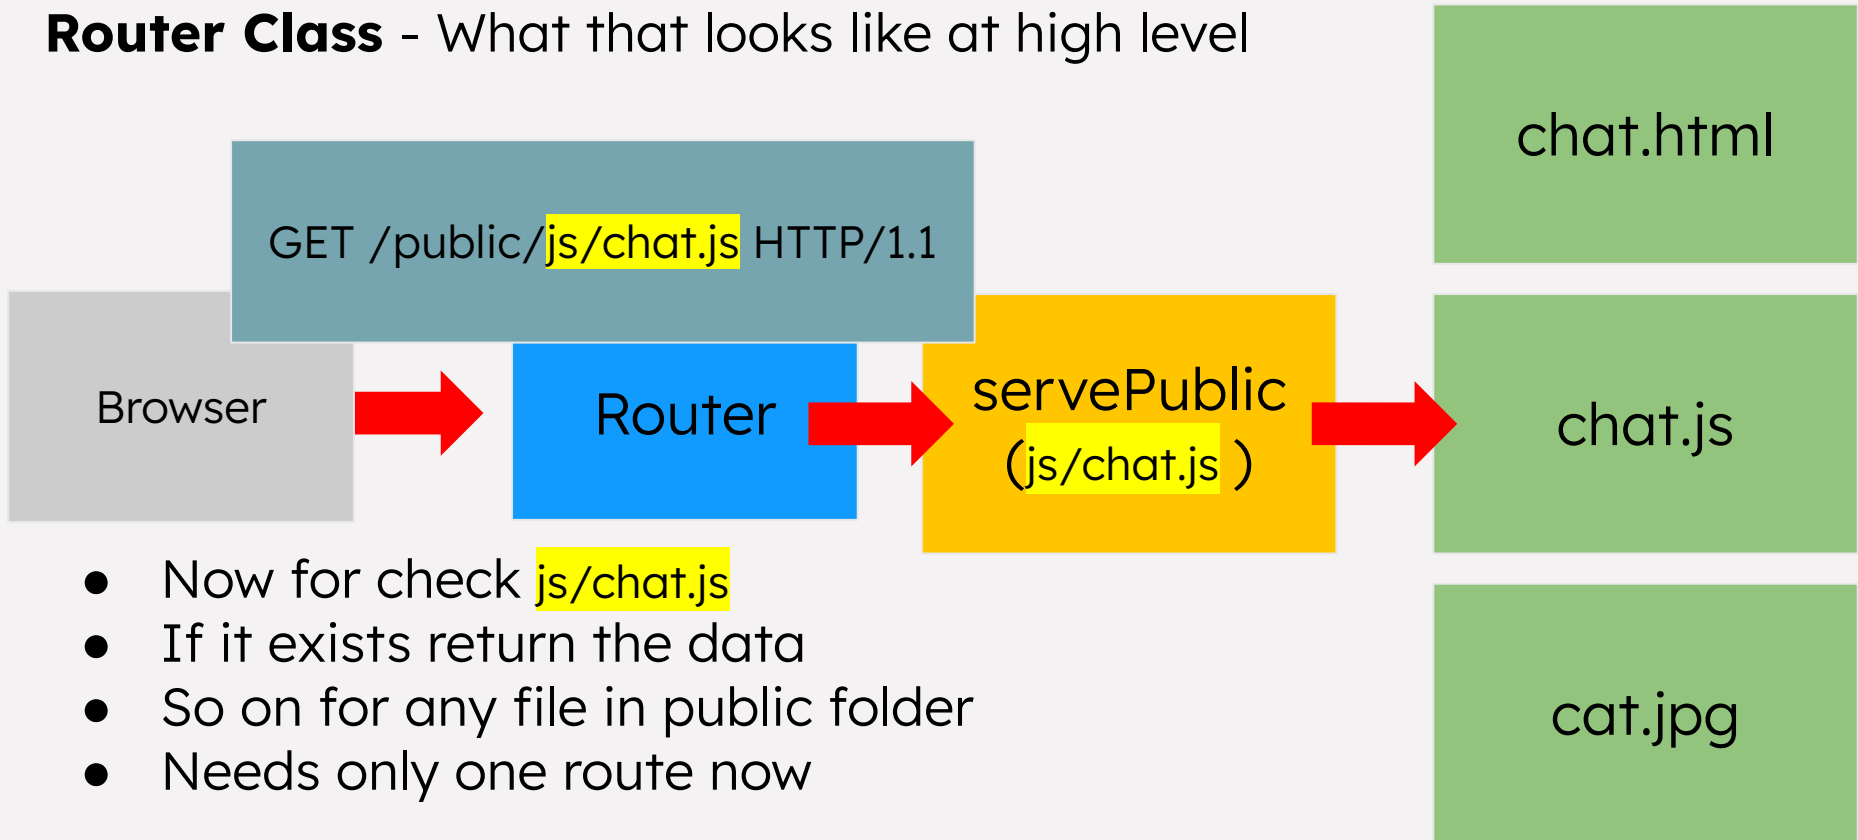 Router Class - What that looks like at high level
chat.html
GET /public/js/chat.js HTTP/1.1
Browser
Router
servePublic
(js/chat.js )
chat.js
● Now for check js/chat.js
● If it exists return the data
● So on for any file in public folder
● Needs only one route now
cat.jpg